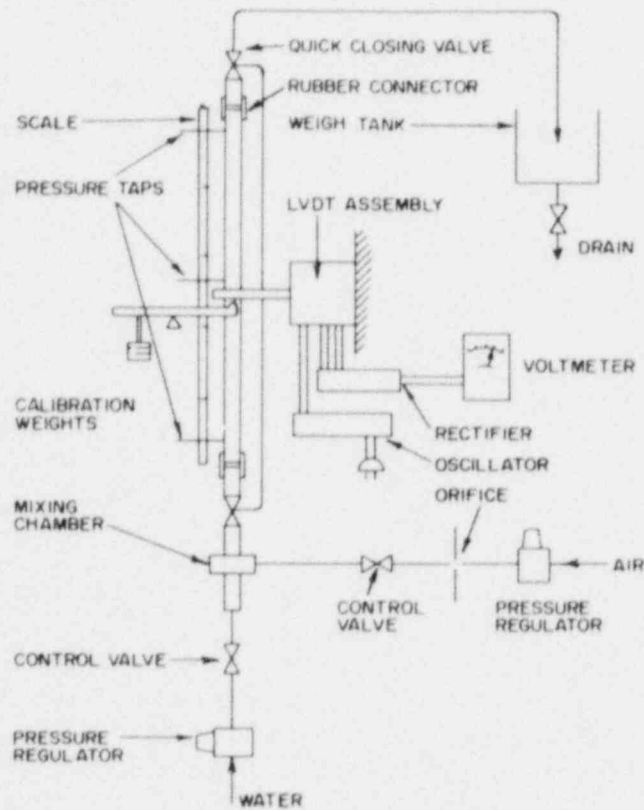 QUICK CLOSING VALVE
RUBBER CONNECTOR
SCALE
WEIGH TANK
PRESSURE TAPS
LVDT ASSEMBLY
DRAIN
VOLTMETER
CALIBRATION
WEIGHTS
RECTIFIER
OSCILLATOR
ORIFICE
MIXING
CHAMBER
AIR
CONTROL
VALVE
PRESSURE
REGULATOR
CONTROL VALVE
PRESSURE
REGULATOR
WATER